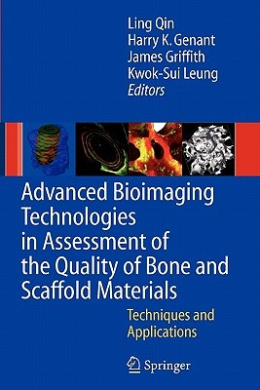 Ling Qin
Harry K. Genant
James Griffith
Kwok-Sui Leung
Editors
Advanced Bioimaging
Technologies
in Assessment of
the Quality of Bone and
Scaffold Materials
Techniques and
Applications
Springer